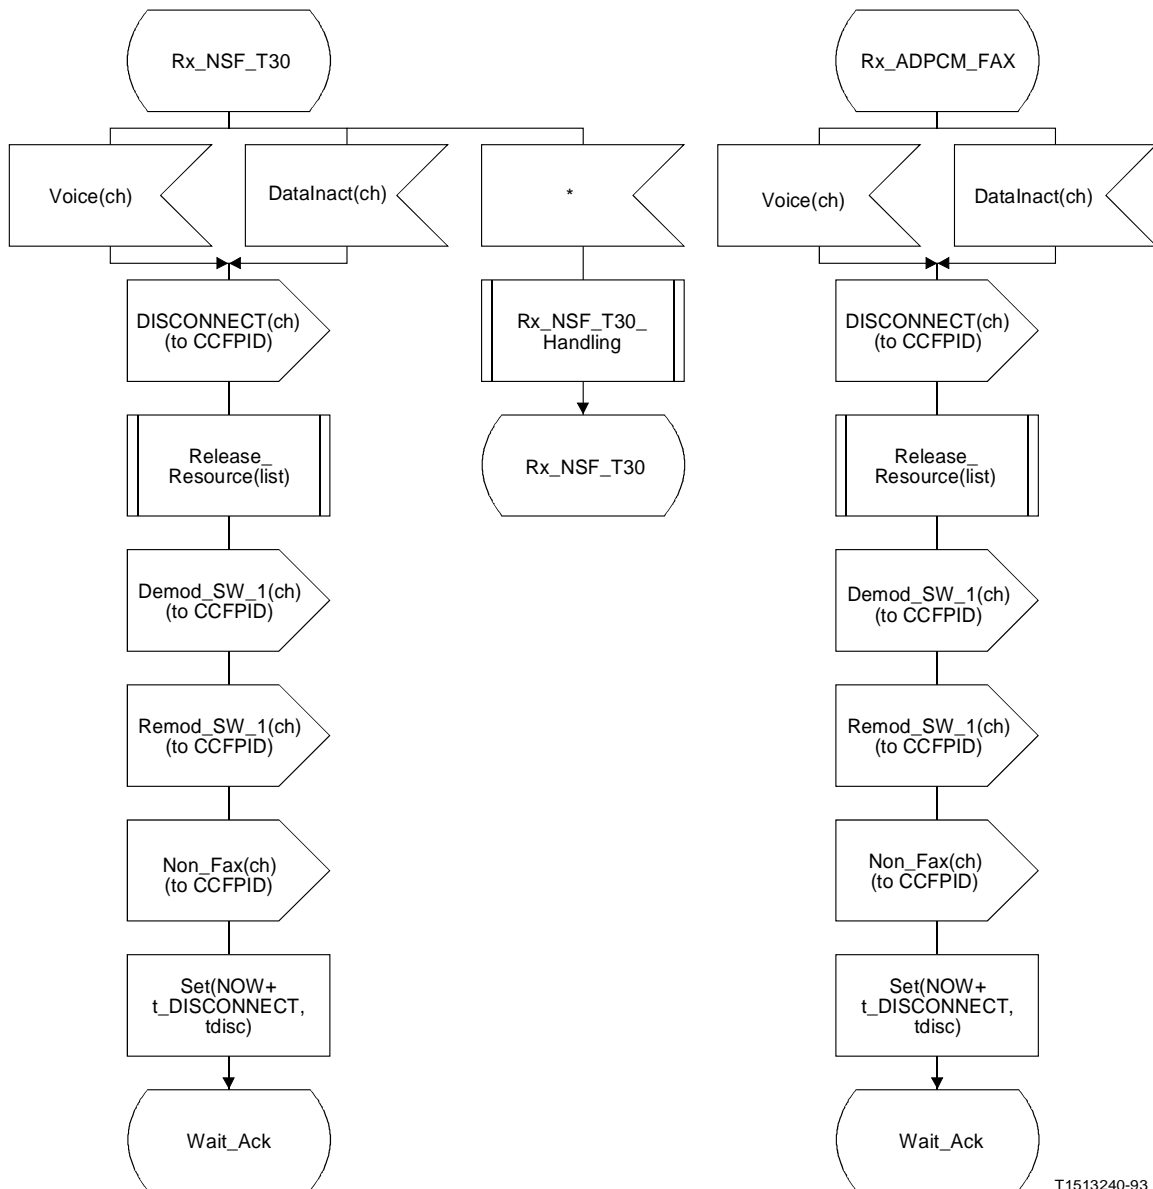 Rx_NSF_T30
Rx_ADPCM_FAX
Voice(ch)
DataInact(ch)
*
Voice(ch)
DataInact(ch)
DISCONNECT(ch)
(to CCFPID)
Rx_NSF_T30_
Handling
DISCONNECT(ch)
(to CCFPID)
Release_
Resource(list)
Rx_NSF_T30
Release_
Resource(list)
Demod_SW_1(ch)
(to CCFPID)
Demod_SW_1(ch)
(to CCFPID)
Remod_SW_1(ch)
(to CCFPID)
Remod_SW_1(ch)
(to CCFPID)
Non_Fax(ch)
(to CCFPID)
Non_Fax(ch)
(to CCFPID)
Set(NOW+
t_DISCONNECT,
tdisc)
Set(NOW+
t_DISCONNECT,
tdisc)
Wait_Ack
Wait_Ack
T1513240-93